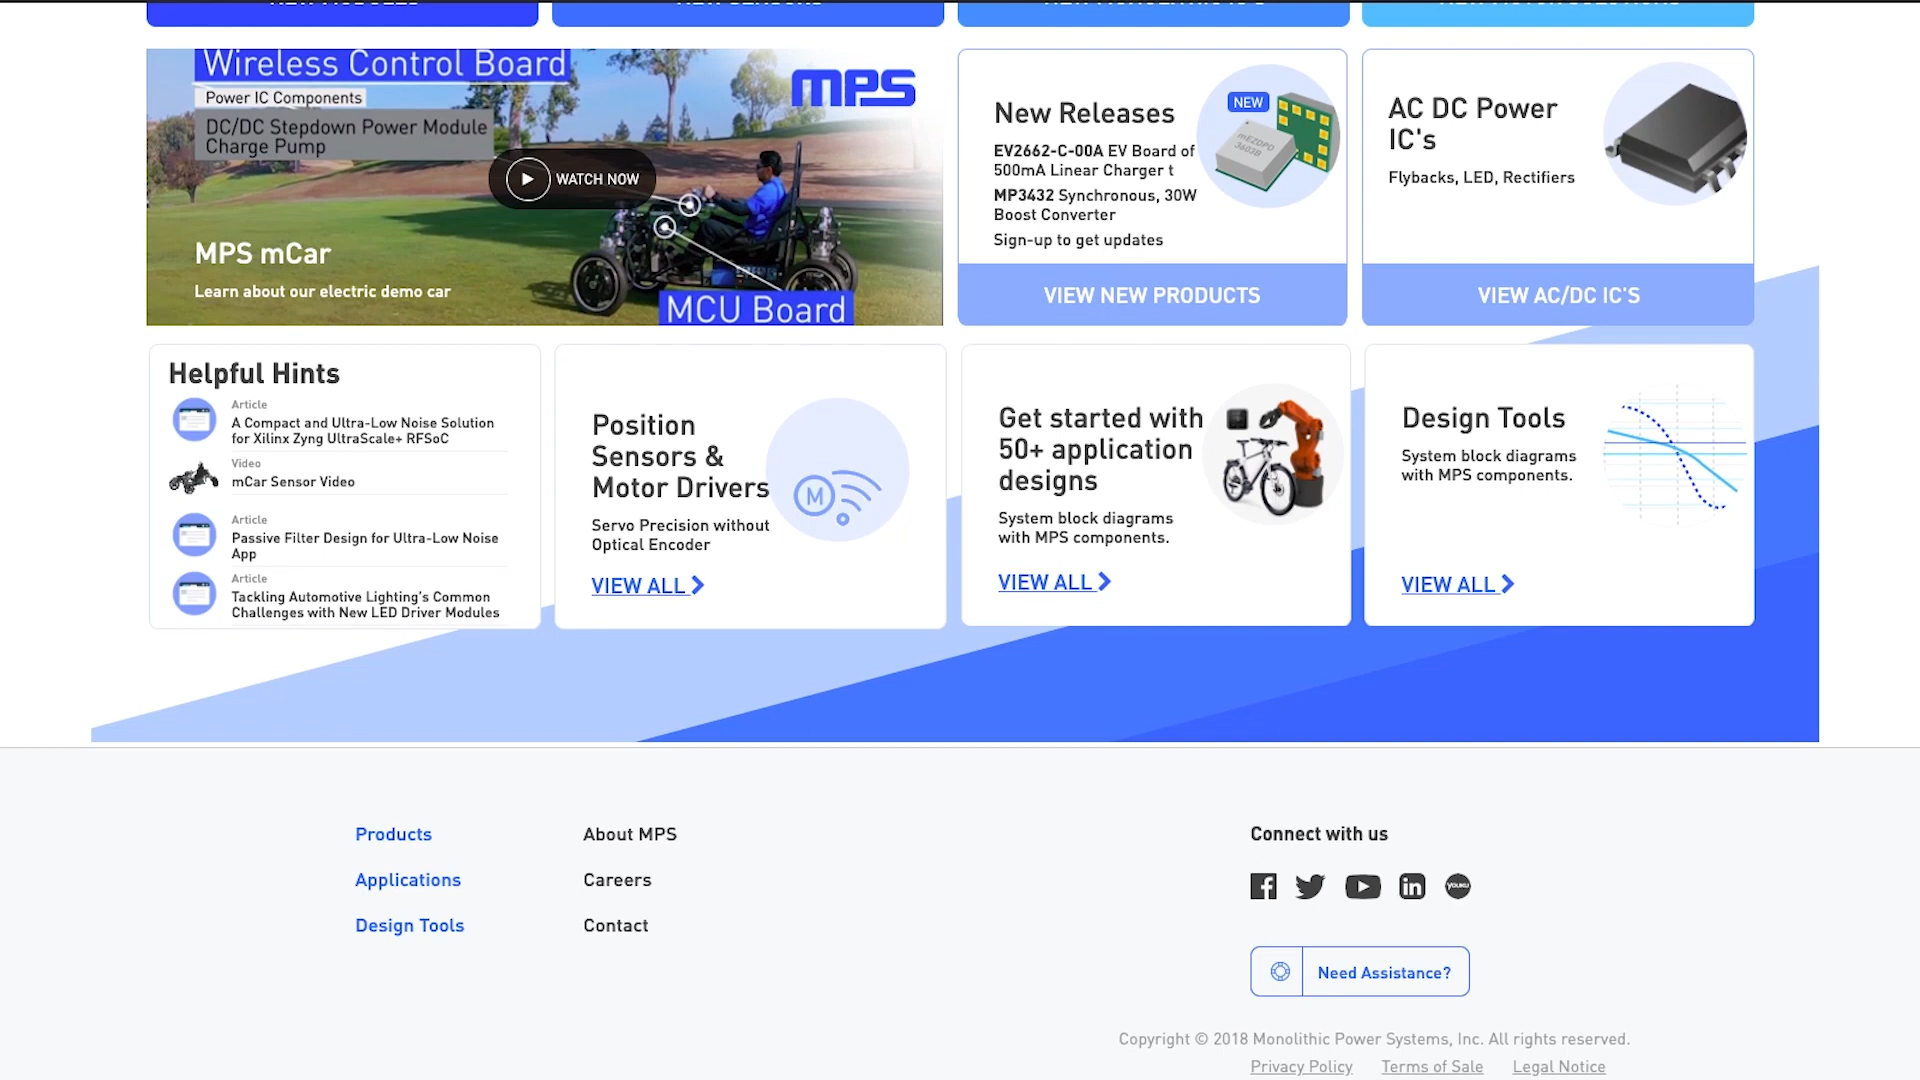 Wireless Control Board
Power IC Components
DC/DC Stepdown Power Module
Charge Pump
mPS
WATCH NOW
MPS mCar
Learn about our electric demo car
MCU Board
New Releases
NEW
EV2662-C-00A EV Board of
500mA Linear Charger t
MP3432 Synchronous, 30W
Boost Converter
Sign-up to get updates
VIEW NEW PRODUCTS
AC DC Power
IC's
Flybacks, LED, Rectifiers
VIEW AC/DC IC'S
Helpful Hints
Article
A Compact and Ultra-Low Noise Solution
for Xilinx Zyng UltraScale+ RFSoC
Video
mCar Sensor Video
Article
Passive Filter Design for Ultra-Low Noise
App
Article
Tackling Automotive Lighting's Common
Challenges with New LED Driver Modules
Position
Sensors &
Motor Drivers
M
Servo Precision without
Optical Encoder
VIEW ALL
Get started with
50+ application
designs
System block diagrams
with MPS components.
VIEW ALL
Design Tools
System block diagrams
with MPS components.
VIEW ALL
Products
Applications
Design Tools
About MPS
Careers
Contact
Connect with us
YOUKU
Need Assistance?
Copyright © 2018 Monolithic Power Systems, Inc. All rights reserved.
Privacy Policy Terms of Sale Legal Notice